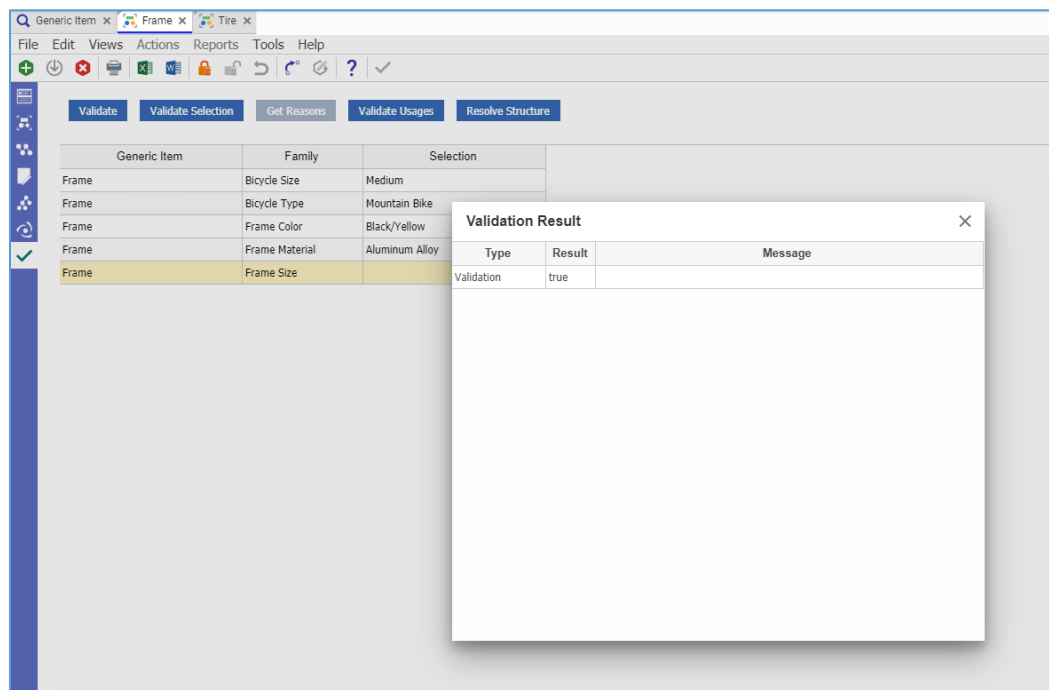 Generic Item × Frame × Tire ×
File Edit Views Actions Reports Tools Help
?
Validate Validate Selection Get Reasons Validate Usages Resolve Structure
Generic Item Family Selection
Frame Bicycle Size Medium
Frame Bicycle Type Mountain Bike
Frame Frame Color Black/Yellow
Frame Frame Material Aluminum Alloy
Frame Frame Size
Validation Result ×
Type Result Message
Validation true